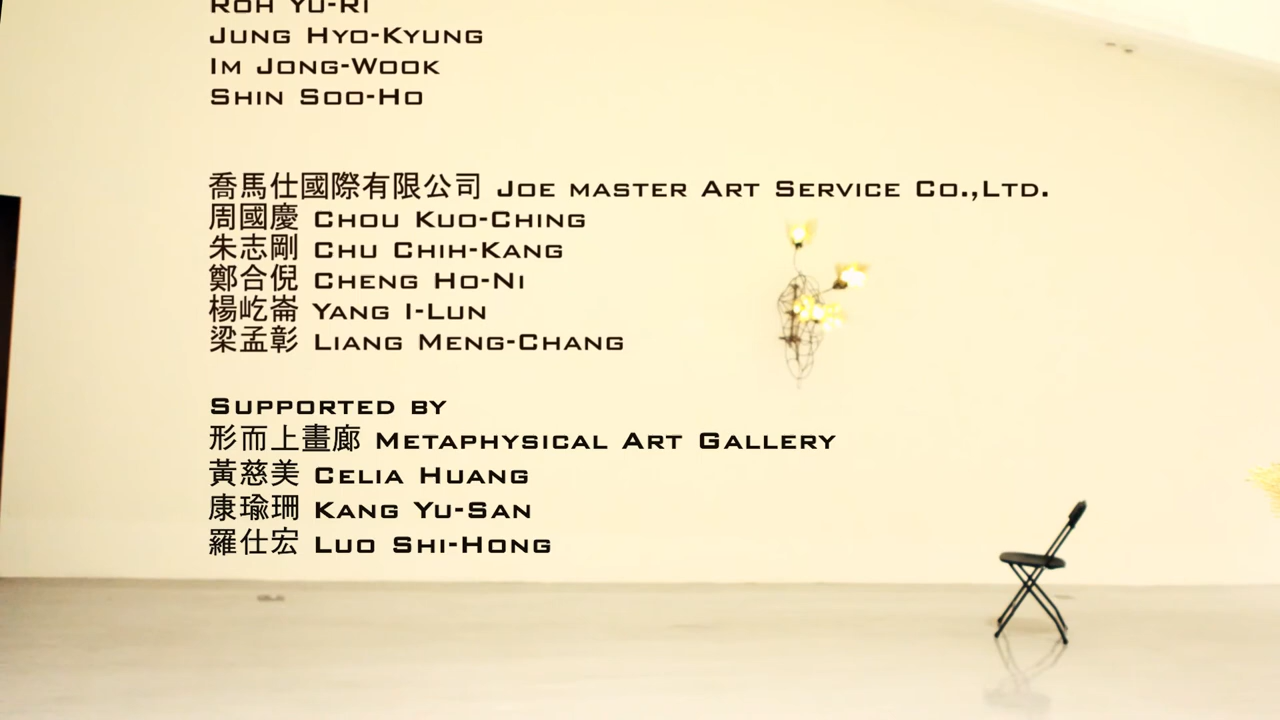 Roh Yu-Ri
Jung Hyo-Kyung
Im Jong-Wook
Shin Soo-Ho
喬馬仕國際有限公司 Joe master Art Service Co.,Ltd.
周國慶 Chou Kuo-Ching
朱志剛 Chu Chih-Kang
鄭合倪 Cheng Ho-Ni
楊屹崙 Yang I-Lun
梁孟彰 Liang Meng-Chang
Supported by
形而上畫廊 Metaphysical Art Gallery
黃慈美 Celia Huang
康瑜珊 Kang Yu-San
羅仕宏 Luo Shi-Hong